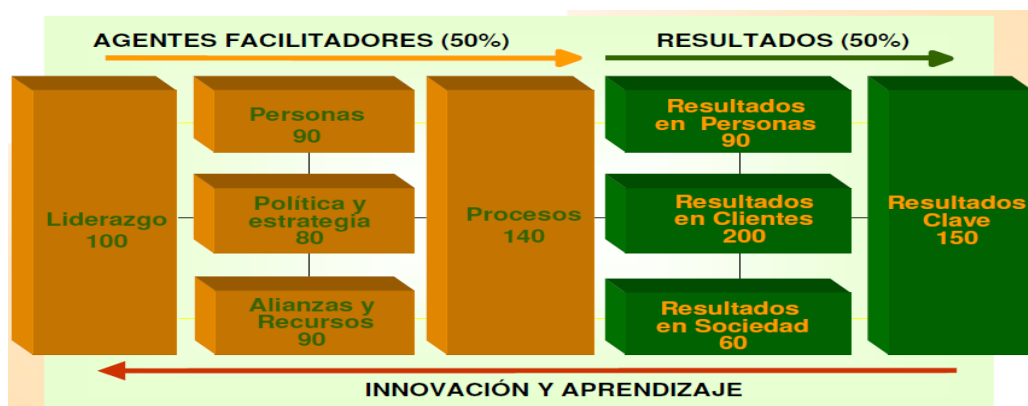 AGENTES FACILITADORES (50%)
RESULTADOS (50%)
Liderazgo
100
Personas
90
Política y
estrategia
80
Alianzas y
Recursos
90
Procesos
140
Resultados
en Personas
90
Resultados
en Clientes
200
Resultados
en Sociedad
60
Resultados
Clave
150
INNOVACIÓN Y APRENDIZAJE